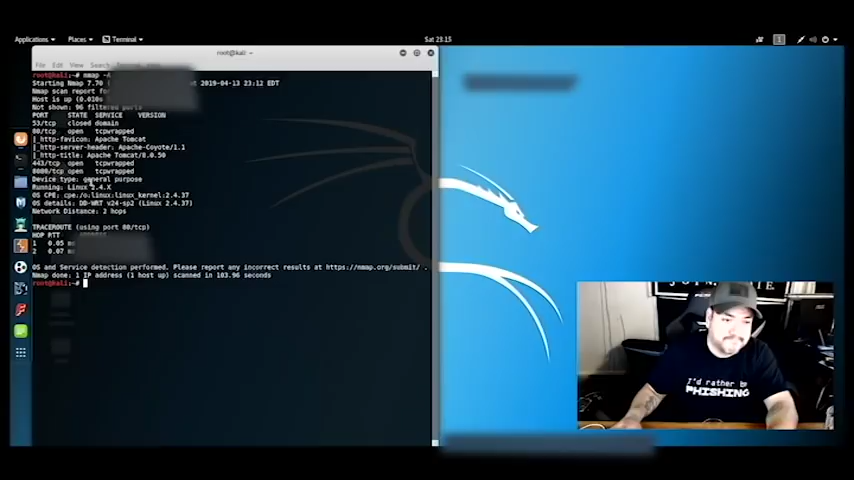 Applications Places Terminal Sat 23:15
root@kali: ~
File Edit View Search Terminal Help
root@kali:~# nmap -A
Starting Nmap 7.70 at 2019-04-13 23:12 EDT
Nmap scan report for
Host is up (0.010s
Not shown: 96 filtered ports
PORT STATE SERVICE VERSION
53/tcp closed domain
80/tcp open tcpwrapped
|_http-favicon: Apache Tomcat
|_http-server-header: Apache-Coyote/1.1
|_http-title: Apache Tomcat/8.0.50
443/tcp open tcpwrapped
8080/tcp open tcpwrapped
Device type: general purpose
Running: Linux 2.4.X
OS CPE: cpe:/o:linux:linux_kernel:2.4.37
OS details: DD-WRT v24-sp2 (Linux 2.4.37)
Network Distance: 2 hops
TRACEROUTE (using port 80/tcp)
HOP RTT
1 0.05 ms
2 0.07
OS and Service detection performed. Please report any incorrect results at https://nmap.org/submit/ .
Nmap done: 1 IP address (1 host up) scanned in 103.96 seconds
root@kali:~#
I'd rather be
PHISHING